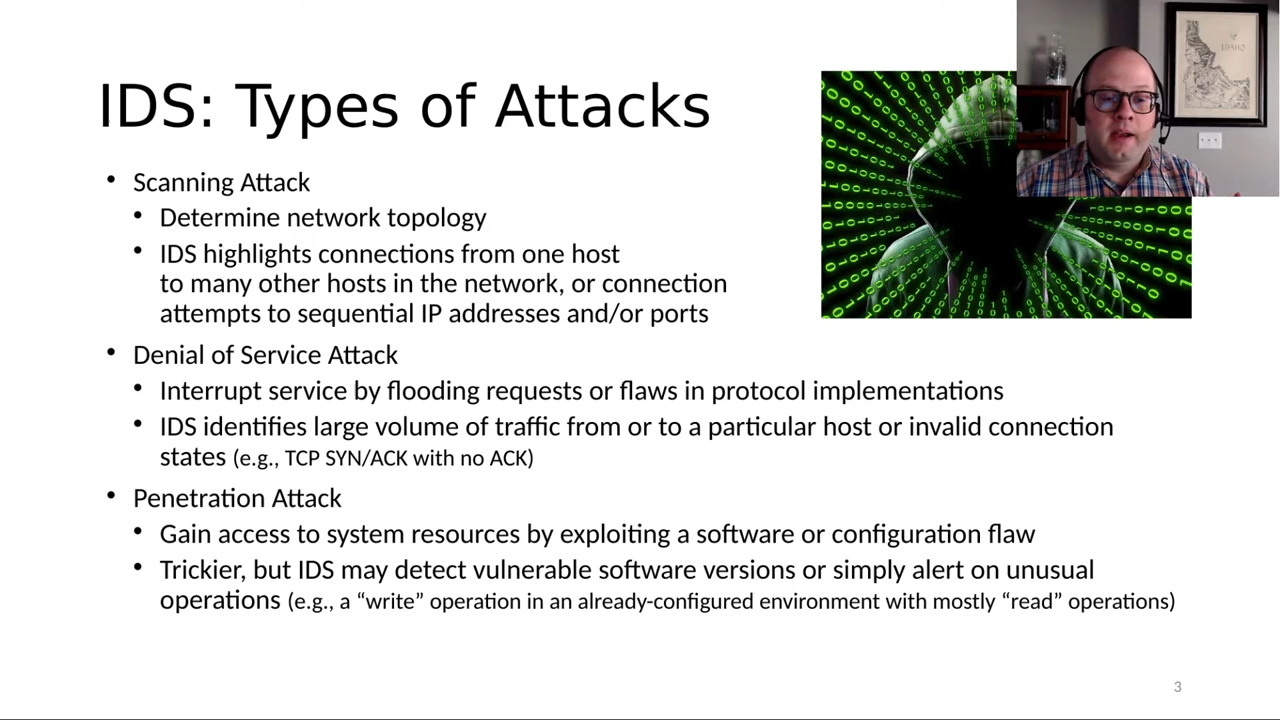 IDS: Types of Attacks
IDAHO
• Scanning Attack
• Determine network topology
• IDS highlights connections from one host
to many other hosts in the network, or connection
attempts to sequential IP addresses and/or ports
• Denial of Service Attack
• Interrupt service by flooding requests or flaws in protocol implementations
• IDS identifies large volume of traffic from or to a particular host or invalid connection
states (e.g., TCP SYN/ACK with no ACK)
• Penetration Attack
• Gain access to system resources by exploiting a software or configuration flaw
• Trickier, but IDS may detect vulnerable software versions or simply alert on unusual
operations (e.g., a “write” operation in an already-configured environment with mostly “read” operations)
3